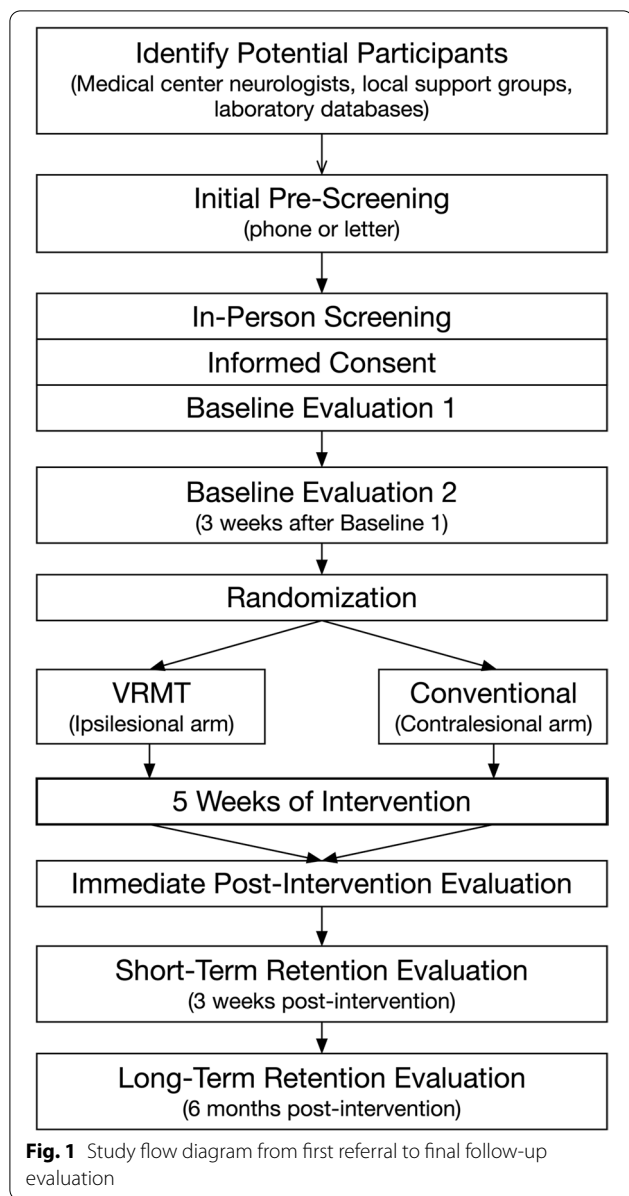 Identify Potential Participants
(Medical center neurologists, local support groups,
laboratory databases)
Initial Pre-Screening
(phone or letter)
In-Person Screening
Informed Consent
Baseline Evaluation 1
Baseline Evaluation 2
(3 weeks after Baseline 1)
Randomization
VRMT
(Ipsilesional arm)
Conventional
(Contralesional arm)
5 Weeks of Intervention
Immediate Post-Intervention Evaluation
Short-Term Retention Evaluation
(3 weeks post-intervention)
Long-Term Retention Evaluation
(6 months post-intervention)
Fig. 1 Study flow diagram from first referral to final follow-up
evaluation